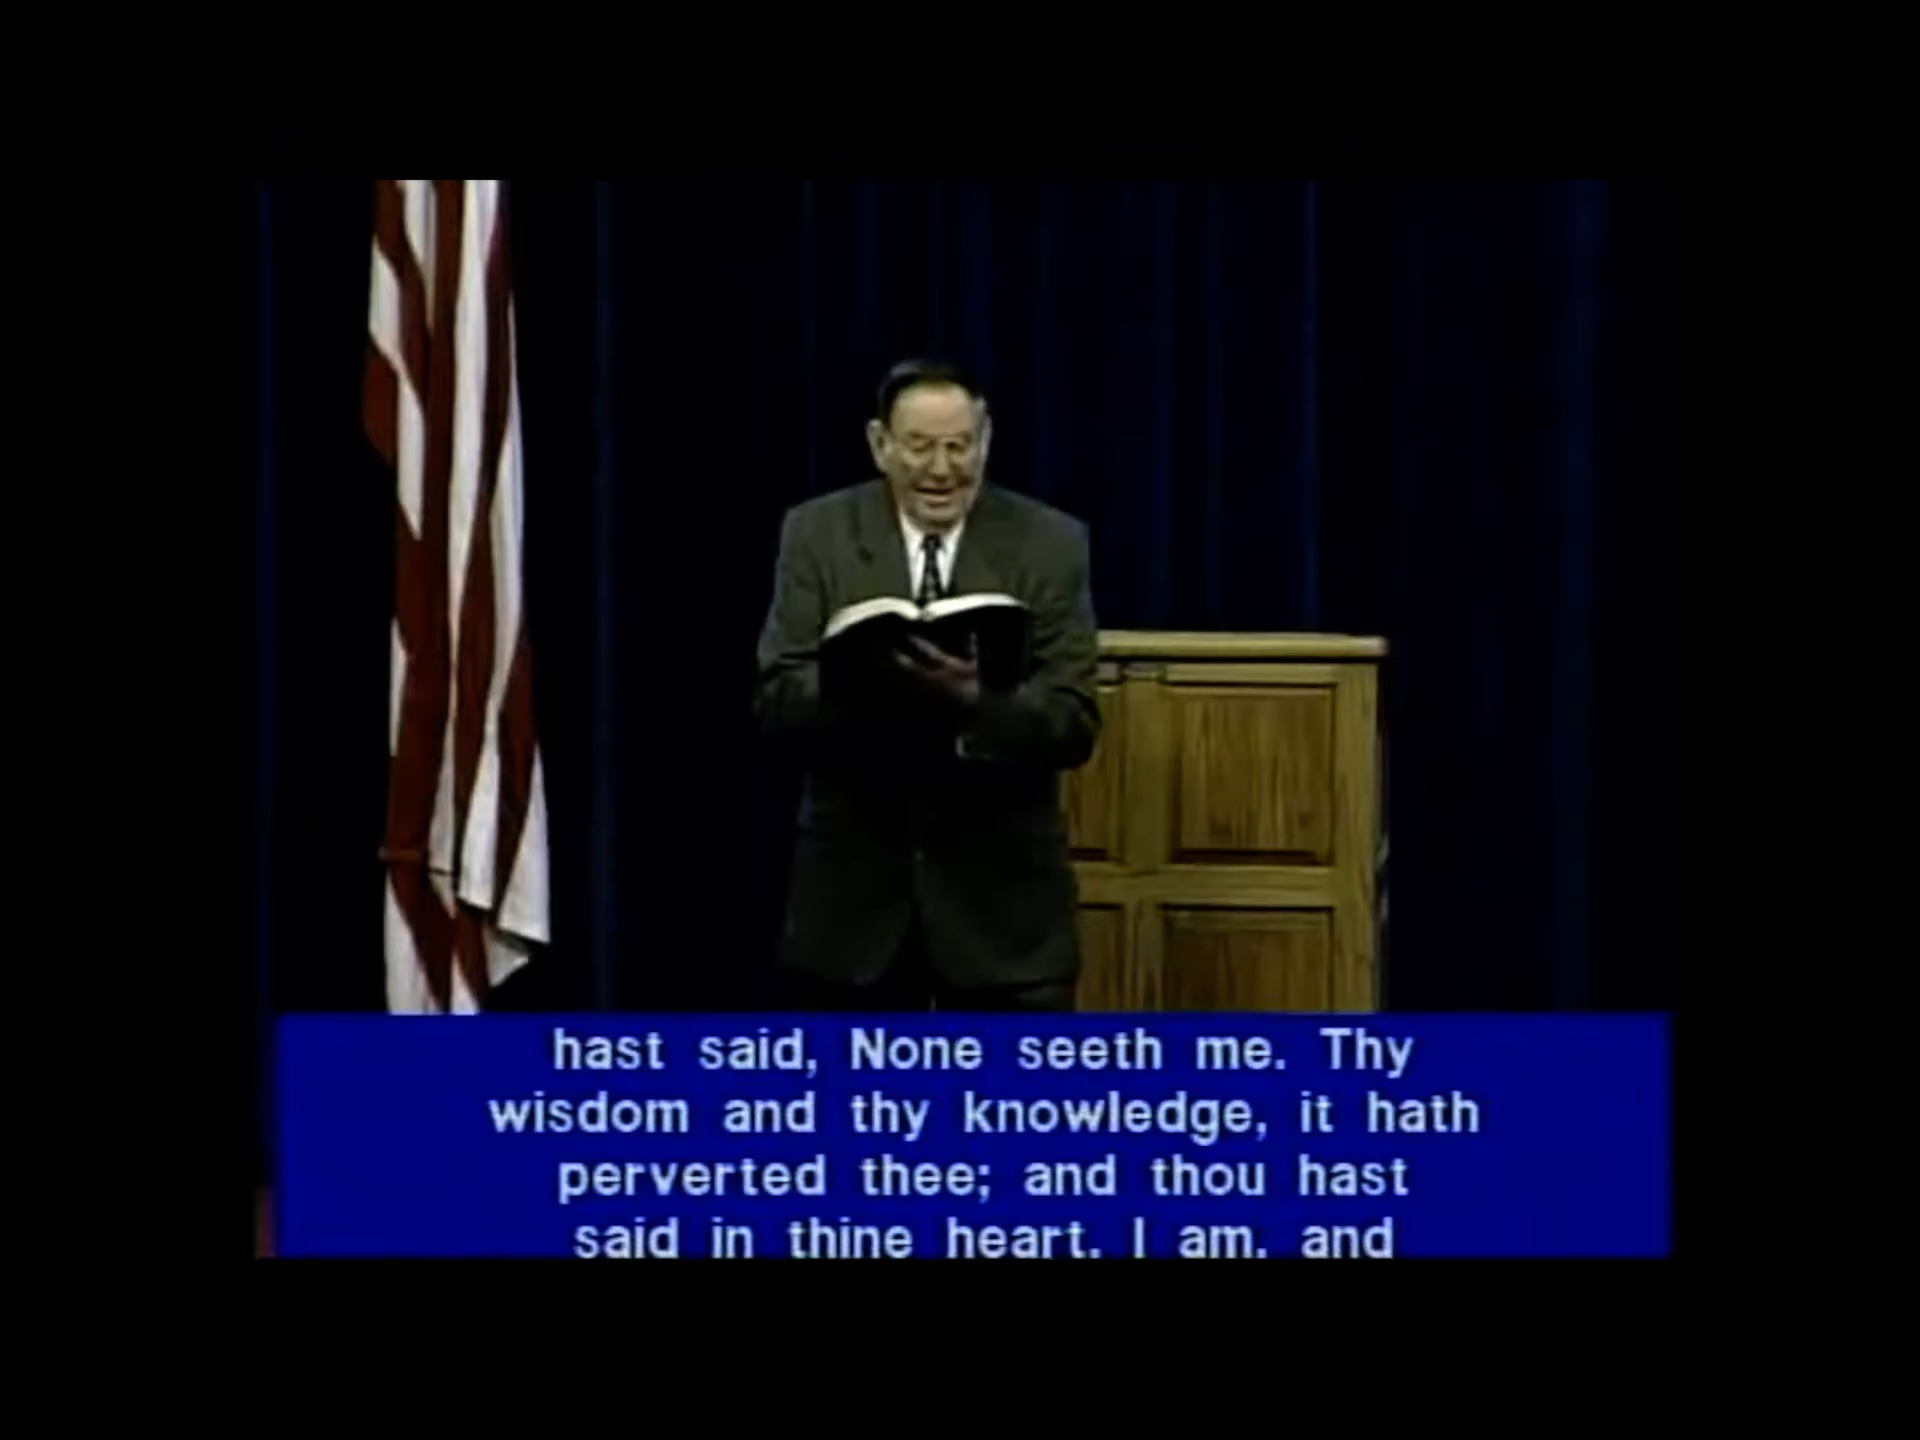 hast said, None seeth me. Thy
wisdom and thy knowledge, it hath
perverted thee; and thou hast
said in thine heart, I am, and